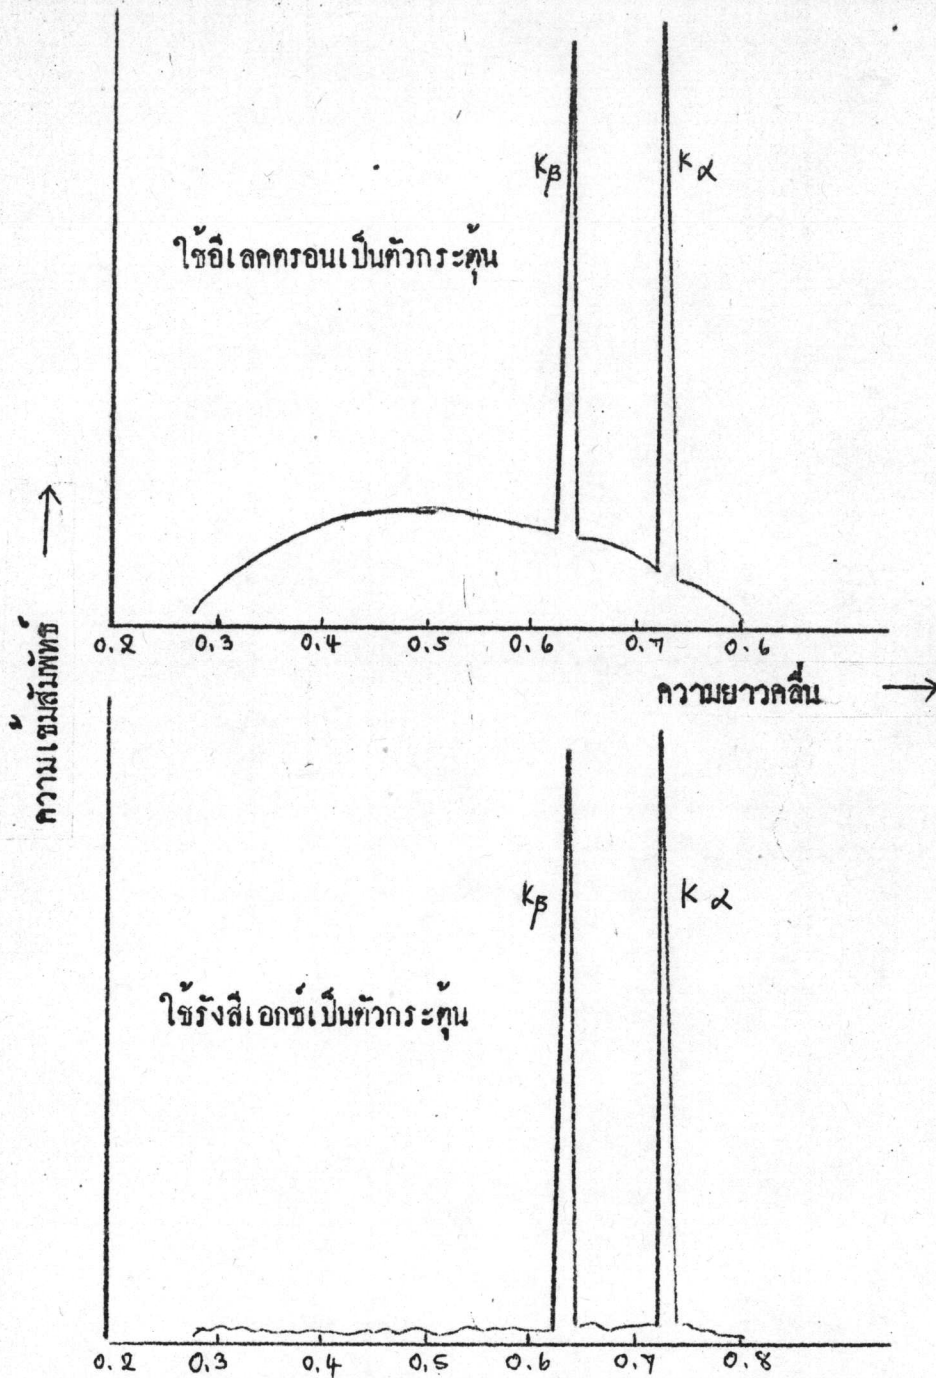 Kβ
Kα
ใช้อีเลคตรอนเป็นตัวกระตุ้น
0.2 0.3 0.4 0.5 0.6 0.7 0.6
ความยาวคลื่น →
ความเข้มสัมพัทธ์ →
Kβ
Kα
ใช้รังสีเอกซ์เป็นตัวกระตุ้น
0.2 0.3 0.4 0.5 0.6 0.7 0.8